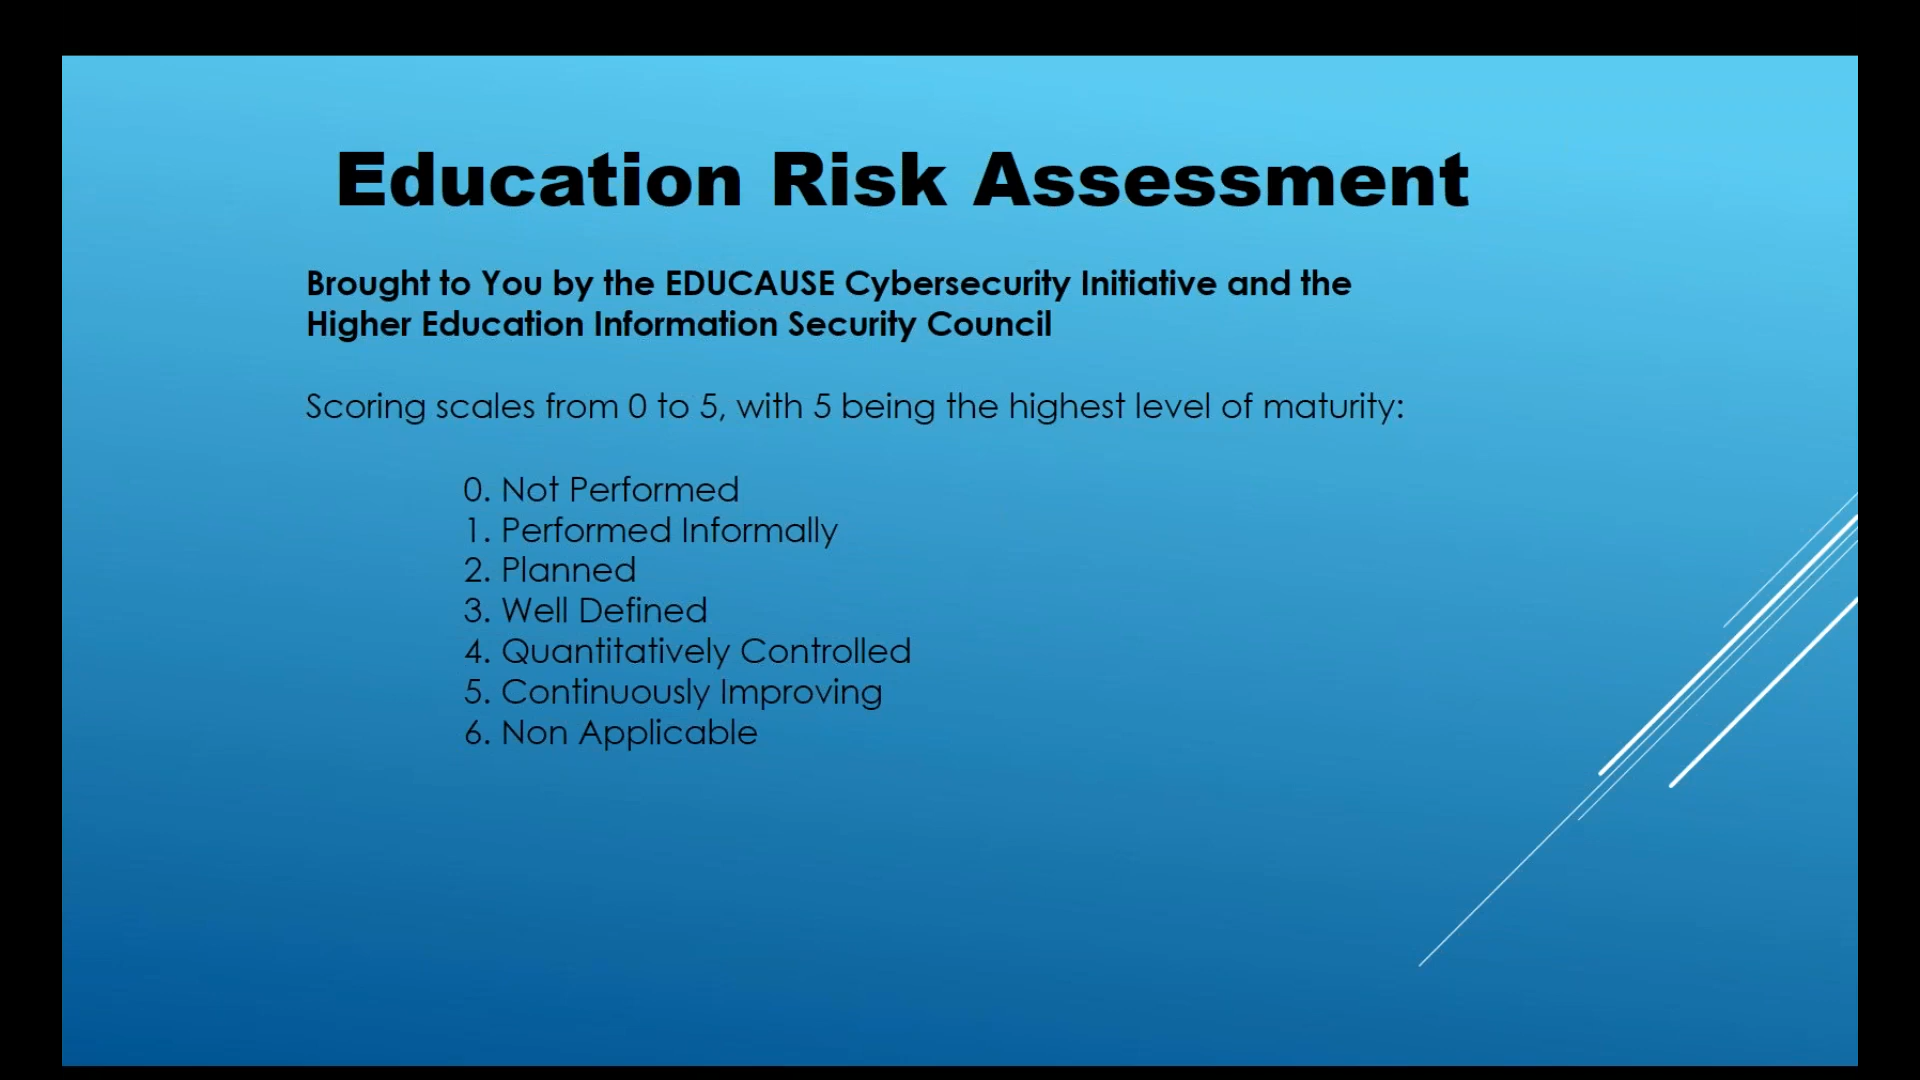 Education Risk Assessment
Brought to You by the EDUCAUSE Cybersecurity Initiative and the
Higher Education Information Security Council
Scoring scales from 0 to 5, with 5 being the highest level of maturity:
0. Not Performed
1. Performed Informally
2. Planned
3. Well Defined
4. Quantitatively Controlled
5. Continuously Improving
6. Non Applicable